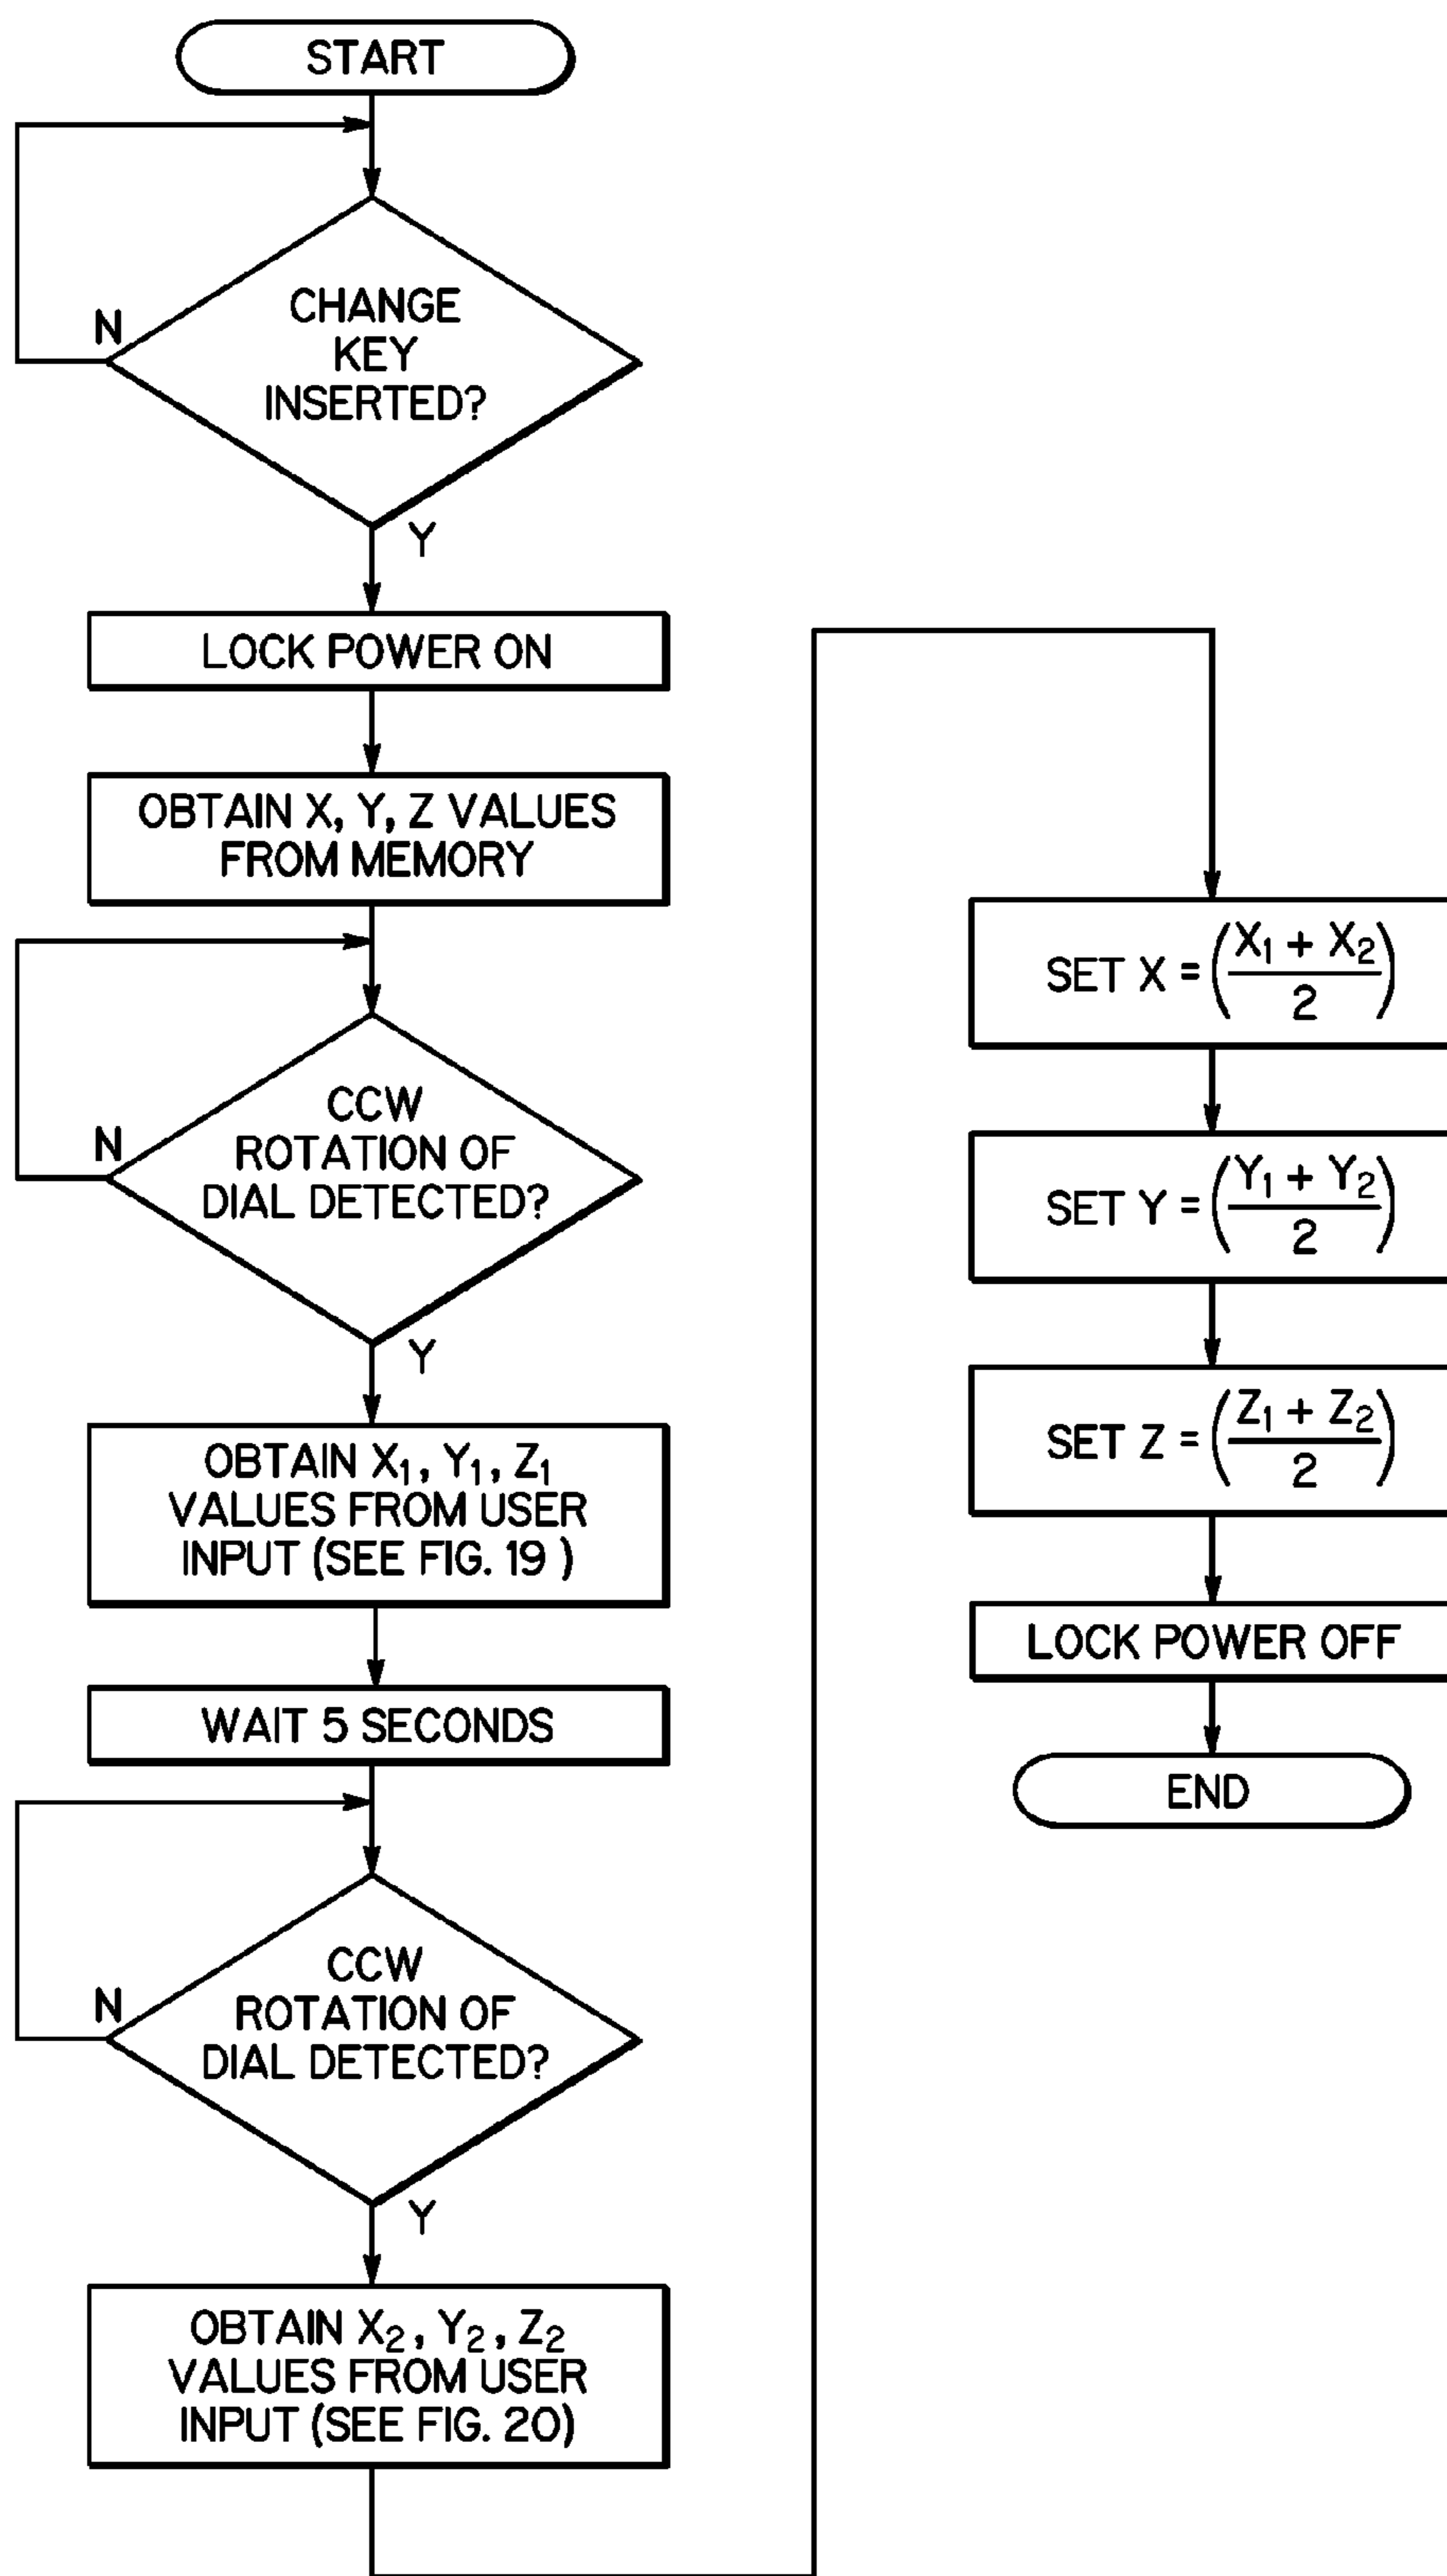 START
CHANGE
KEY
INSERTED?
N
Y
LOCK POWER ON
OBTAIN X, Y, Z VALUES
FROM MEMORY
CCW
ROTATION OF
DIAL DETECTED?
N
Y
OBTAIN X₁, Y₁, Z₁
VALUES FROM USER
INPUT (SEE FIG. 19 )
WAIT 5 SECONDS
CCW
ROTATION OF
DIAL DETECTED?
N
Y
OBTAIN X₂, Y₂, Z₂
VALUES FROM USER
INPUT (SEE FIG. 20)
SET X = (X₁ + X₂ / 2)
SET Y = (Y₁ + Y₂ / 2)
SET Z = (Z₁ + Z₂ / 2)
LOCK POWER OFF
END